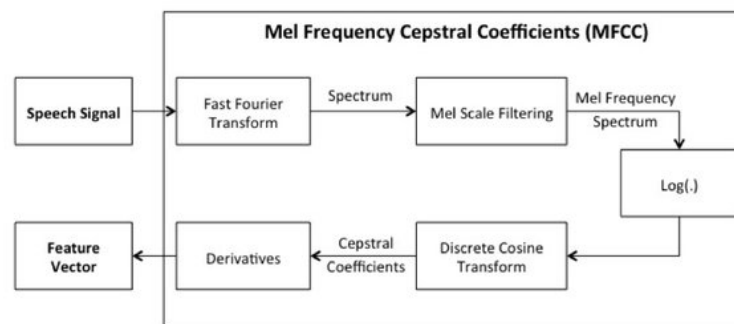 Mel Frequency Cepstral Coefficients (MFCC)
Speech Signal
Fast Fourier
Transform
Spectrum
Mel Scale Filtering
Mel Frequency
Spectrum
Log(.)
Discrete Cosine
Transform
Cepstral
Coefficients
Derivatives
Feature
Vector